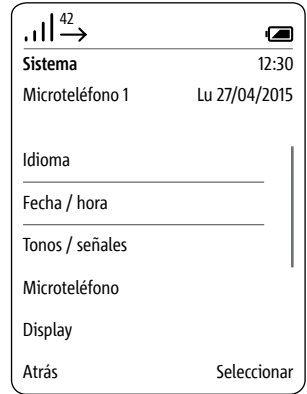 42
Sistema 12:30
Microteléfono 1 Lu 27/04/2015
Idioma
Fecha / hora
Tonos / señales
Microteléfono
Display
Atrás Seleccionar